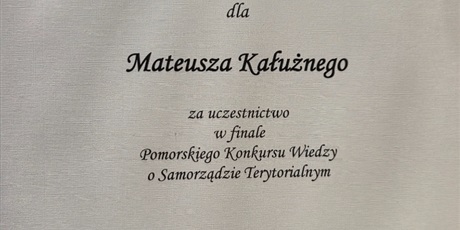 dla
Mateusza Kałużnego
za uczestnictwo
w finale
Pomorskiego Konkursu Wiedzy
o Samorządzie Terytorialnym